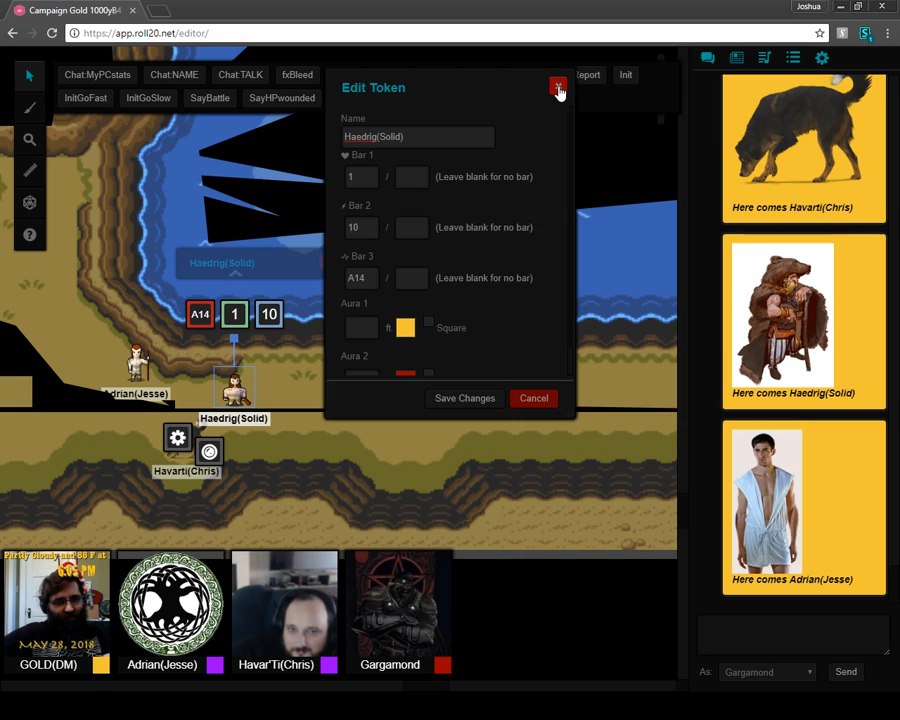 Campaign Gold 1000yB4
Joshua
https://app.roll20.net/editor/
Chat:MyPCstats
Chat:NAME
Chat:TALK
fxBleed
Report
Init
InitGoFast
InitGoSlow
SayBattle
SayHPwounded
Edit Token
Name
Haedrig(Solid)
Bar 1
1 / (Leave blank for no bar)
Bar 2
10 / (Leave blank for no bar)
Bar 3
A14 / (Leave blank for no bar)
Aura 1
ft. Square
Aura 2
Save Changes
Cancel
Haedrig(Solid)
A14
1
10
Adrian(Jesse)
Haedrig(Solid)
Havarti(Chris)
Here comes Havarti(Chris)
Here comes Haedrig(Solid)
Here comes Adrian(Jesse)
Partly Cloudy and 88 F at
6:05 PM
MAY 28, 2018
GOLD(DM)
Adrian(Jesse)
Havar'Ti(Chris)
Gargamond
As: Gargamond
Send